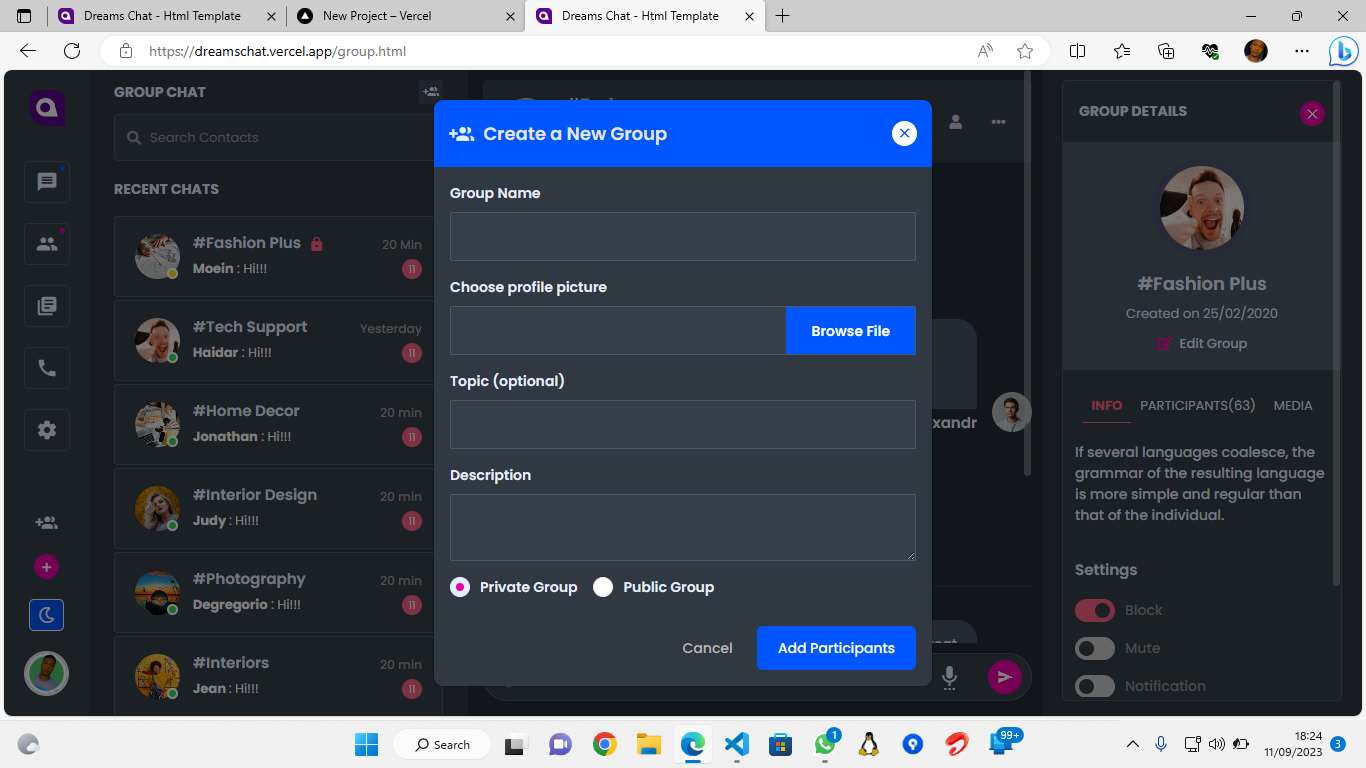 Dreams Chat - Html Template
New Project – Vercel
Dreams Chat - Html Template
https://dreamschat.vercel.app/group.html
GROUP CHAT
Search Contacts
RECENT CHATS
#Fashion Plus 20 Min
Moein : Hi!!! 11
#Tech Support Yesterday
Haidar : Hi!!! 11
#Home Decor 20 min
Jonathan : Hi!!! 11
#Interior Design 20 min
Judy : Hi!!! 11
#Photography 20 min
Degregorio : Hi!!! 11
#Interiors 20 min
Jean : Hi!!! 11
Create a New Group
Group Name
Choose profile picture
Browse File
Topic (optional)
Description
Private Group Public Group
Cancel Add Participants
xandr
GROUP DETAILS
#Fashion Plus
Created on 25/02/2020
Edit Group
INFO PARTICIPANTS(63) MEDIA
If several languages coalesce, the
grammar of the resulting language
is more simple and regular than
that of the individual.
Settings
Block
Mute
Notification
Search
1
99+
18:24
11/09/2023
3